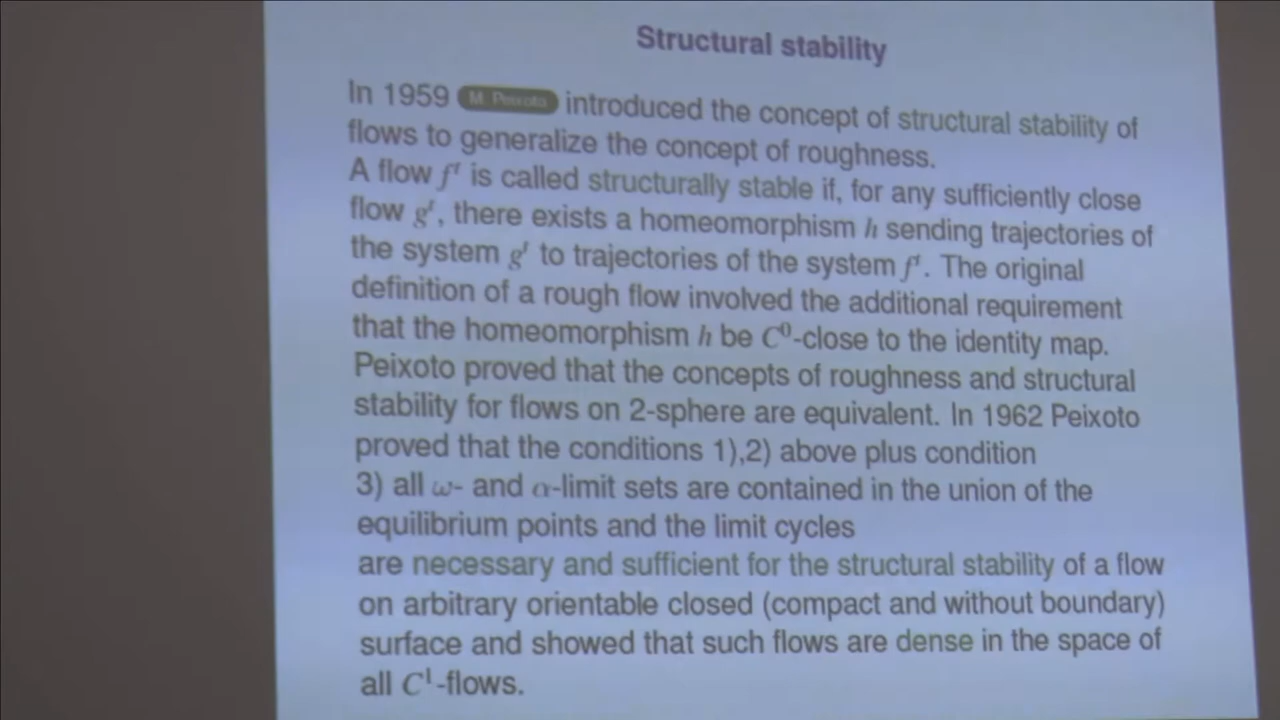 Structural stability
In 1959 M. Peixoto introduced the concept of structural stability of
flows to generalize the concept of roughness.
A flow fᵗ is called structurally stable if, for any sufficiently close
flow gᵗ, there exists a homeomorphism h sending trajectories of
the system gᵗ to trajectories of the system fᵗ. The original
definition of a rough flow involved the additional requirement
that the homeomorphism h be C⁰-close to the identity map.
Peixoto proved that the concepts of roughness and structural
stability for flows on 2-sphere are equivalent. In 1962 Peixoto
proved that the conditions 1),2) above plus condition
3) all ω- and α-limit sets are contained in the union of the
equilibrium points and the limit cycles
are necessary and sufficient for the structural stability of a flow
on arbitrary orientable closed (compact and without boundary)
surface and showed that such flows are dense in the space of
all C¹-flows.